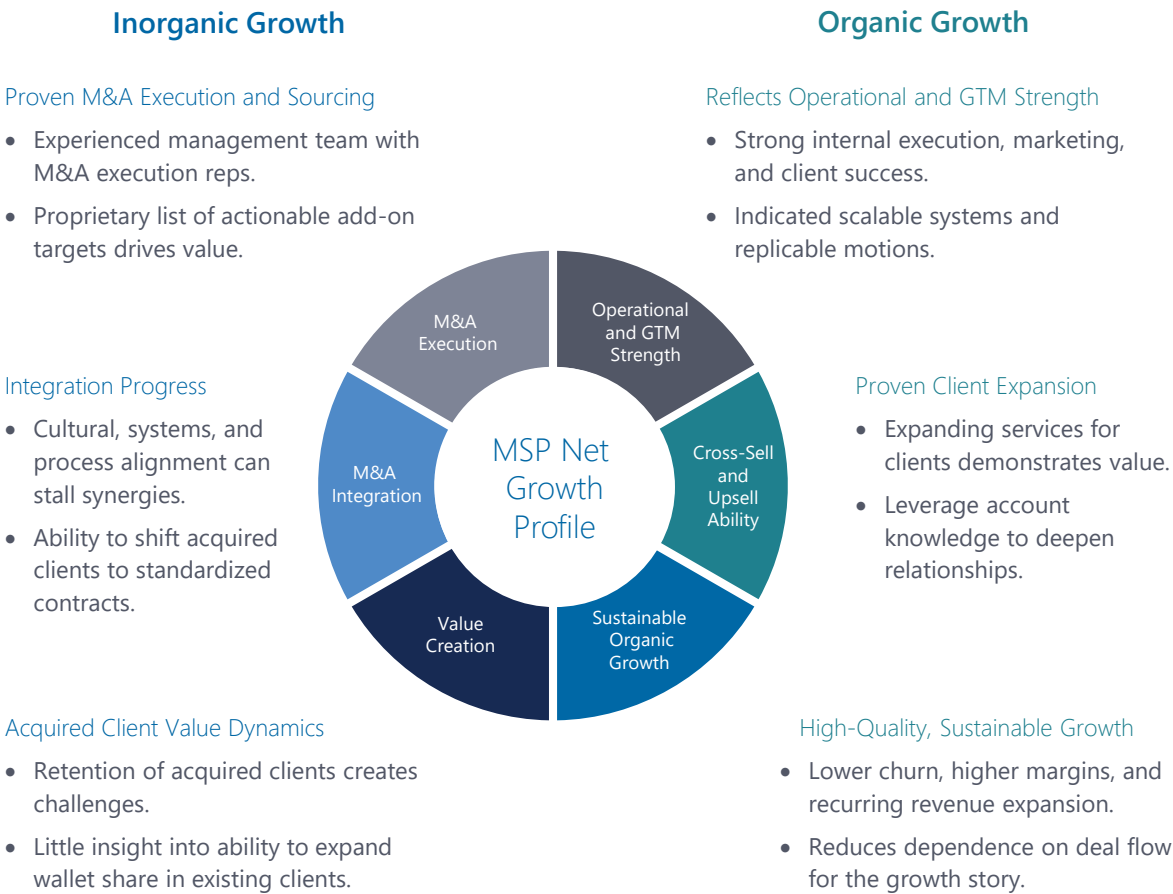 Inorganic Growth
Proven M&A Execution and Sourcing
• Experienced management team with
M&A execution reps.
• Proprietary list of actionable add-on
targets drives value.
Integration Progress
• Cultural, systems, and
process alignment can
stall synergies.
• Ability to shift acquired
clients to standardized
contracts.
Acquired Client Value Dynamics
• Retention of acquired clients creates
challenges.
• Little insight into ability to expand
wallet share in existing clients.
M&A
Execution
M&A
Integration
Value
Creation
MSP Net
Growth
Profile
Operational
and GTM
Strength
Cross-Sell
and
Upsell
Ability
Sustainable
Organic
Growth
Organic Growth
Reflects Operational and GTM Strength
• Strong internal execution, marketing,
and client success.
• Indicated scalable systems and
replicable motions.
Proven Client Expansion
• Expanding services for
clients demonstrates value.
• Leverage account
knowledge to deepen
relationships.
High-Quality, Sustainable Growth
• Lower churn, higher margins, and
recurring revenue expansion.
• Reduces dependence on deal flow
for the growth story.